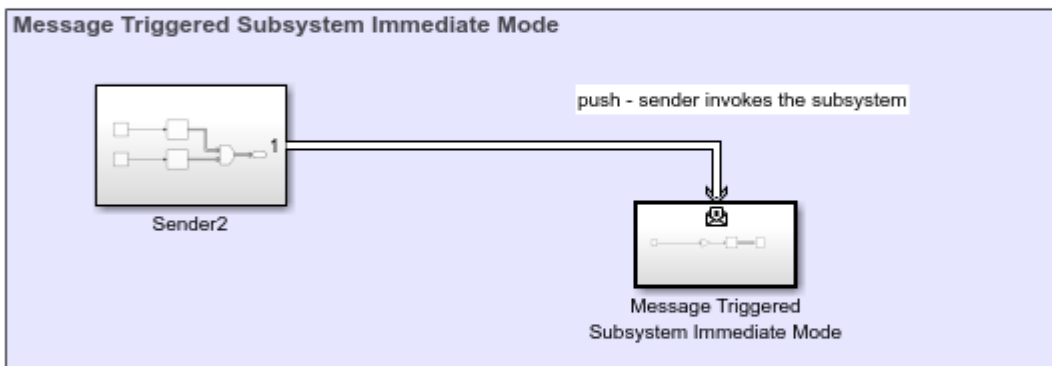 Message Triggered Subsystem Immediate Mode
push - sender invokes the subsystem
1
Sender2
Message Triggered
Subsystem Immediate Mode